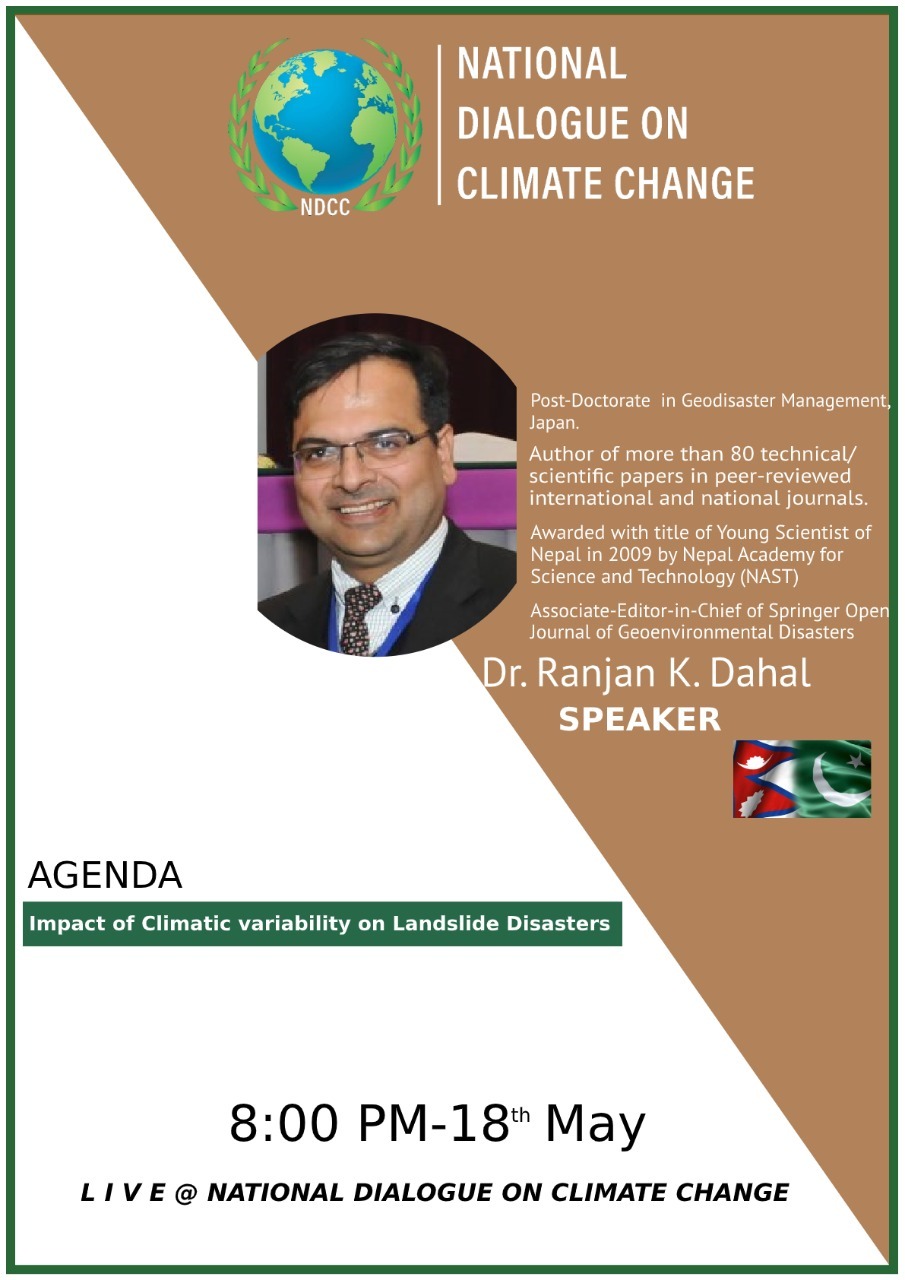 NATIONAL
DIALOGUE ON
CLIMATE CHANGE
NDCC
Post-Doctorate in Geodisaster Management,
Japan.
Author of more than 80 technical/
scientific papers in peer-reviewed
international and national journals.
Awarded with title of Young Scientist of
Nepal in 2009 by Nepal Academy for
Science and Technology (NAST)
Associate-Editor-in-Chief of Springer Open
Journal of Geoenvironmental Disasters
Dr. Ranjan K. Dahal
SPEAKER
AGENDA
Impact of Climatic variability on Landslide Disasters
8:00 PM-18th May
L I V E @ NATIONAL DIALOGUE ON CLIMATE CHANGE